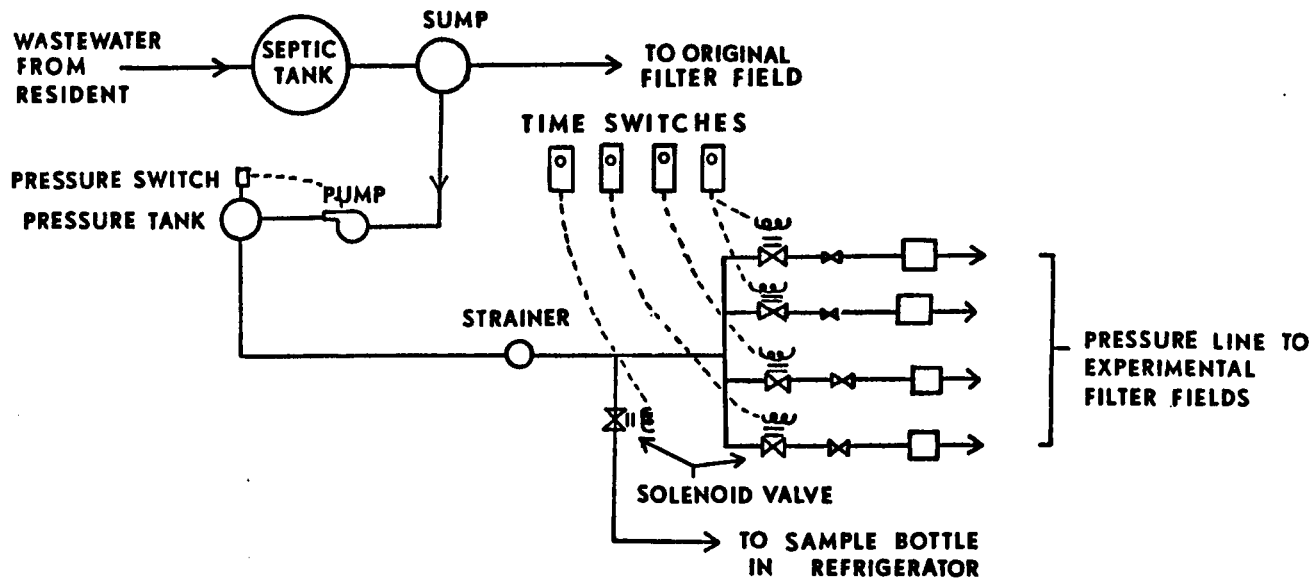 WASTEWATER
FROM
RESIDENT
SEPTIC
TANK
SUMP
TO ORIGINAL
FILTER FIELD
TIME SWITCHES
PRESSURE SWITCH
PUMP
PRESSURE TANK
STRAINER
PRESSURE LINE TO
EXPERIMENTAL
FILTER FIELDS
SOLENOID VALVE
TO SAMPLE BOTTLE
IN REFRIGERATOR